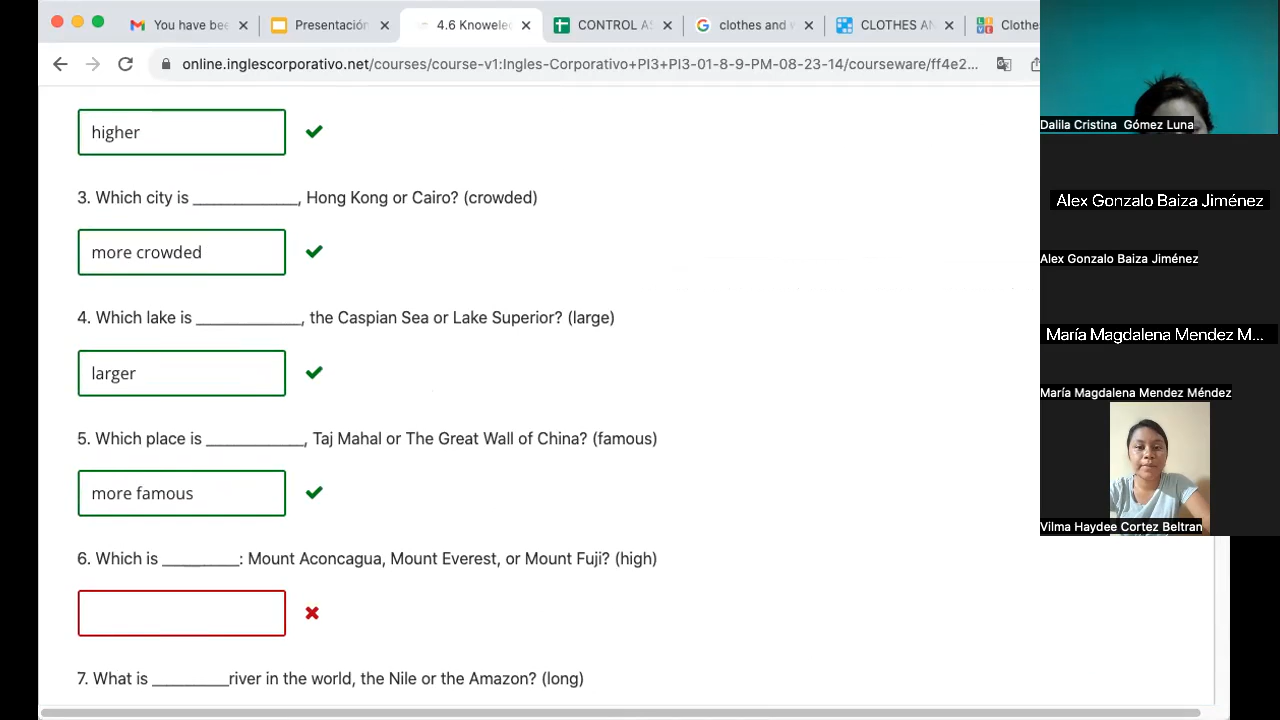 You have bee
Presentación
4.6 Knowelec
CONTROL AS
clothes and w
CLOTHES AN
Clothe
online.inglescorporativo.net/courses/course-v1:Ingles-Corporativo+PI3+PI3-01-8-9-PM-08-23-14/courseware/ff4e2...
higher
3. Which city is _____________, Hong Kong or Cairo? (crowded)
more crowded
4. Which lake is _____________, the Caspian Sea or Lake Superior? (large)
larger
5. Which place is ____________, Taj Mahal or The Great Wall of China? (famous)
more famous
6. Which is _________: Mount Aconcagua, Mount Everest, or Mount Fuji? (high)
7. What is _________river in the world, the Nile or the Amazon? (long)
Dalila Cristina Gómez Luna
Alex Gonzalo Baiza Jiménez
Alex Gonzalo Baiza Jiménez
María Magdalena Mendez M...
María Magdalena Mendez Méndez
Vilma Haydee Cortez Beltran